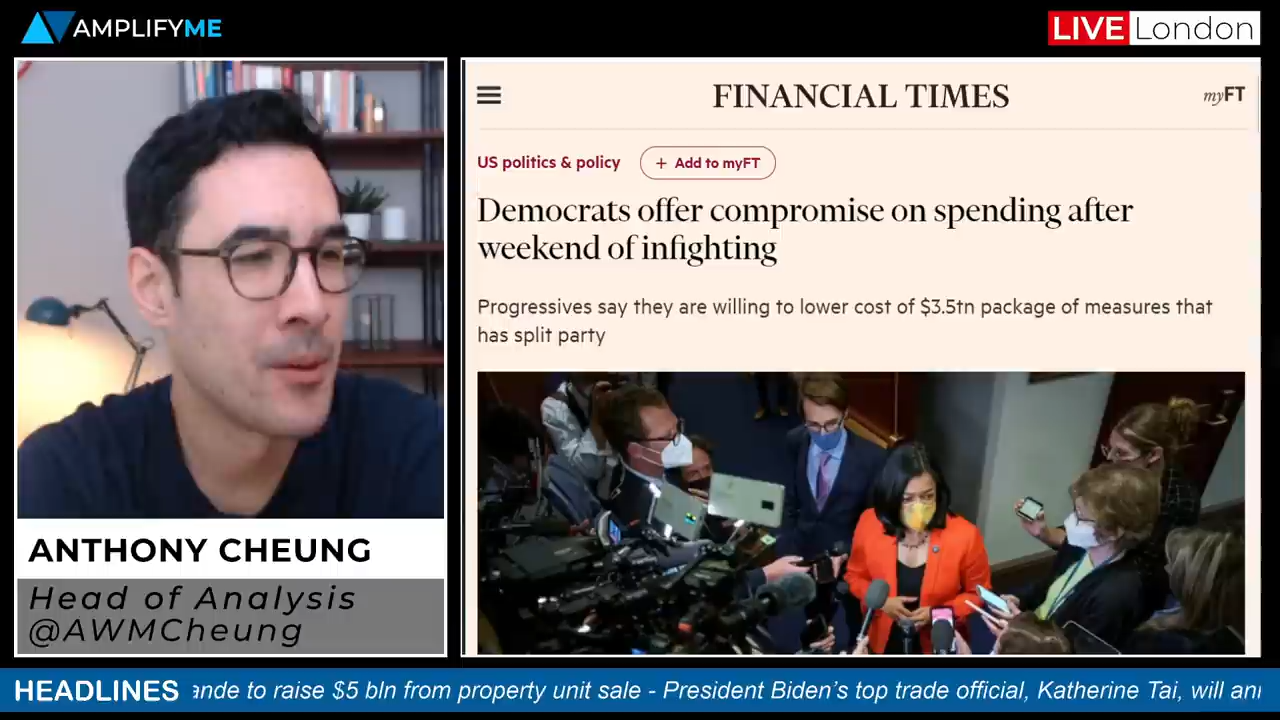 AMPLIFYME
LIVE London
FINANCIAL TIMES
myFT
US politics & policy
+ Add to myFT
Democrats offer compromise on spending after
weekend of infighting
Progressives say they are willing to lower cost of $3.5tn package of measures that
has split party
ANTHONY CHEUNG
Head of Analysis
@AWMCheung
HEADLINES ande to raise $5 bln from property unit sale - President Biden's top trade official, Katherine Tai, will